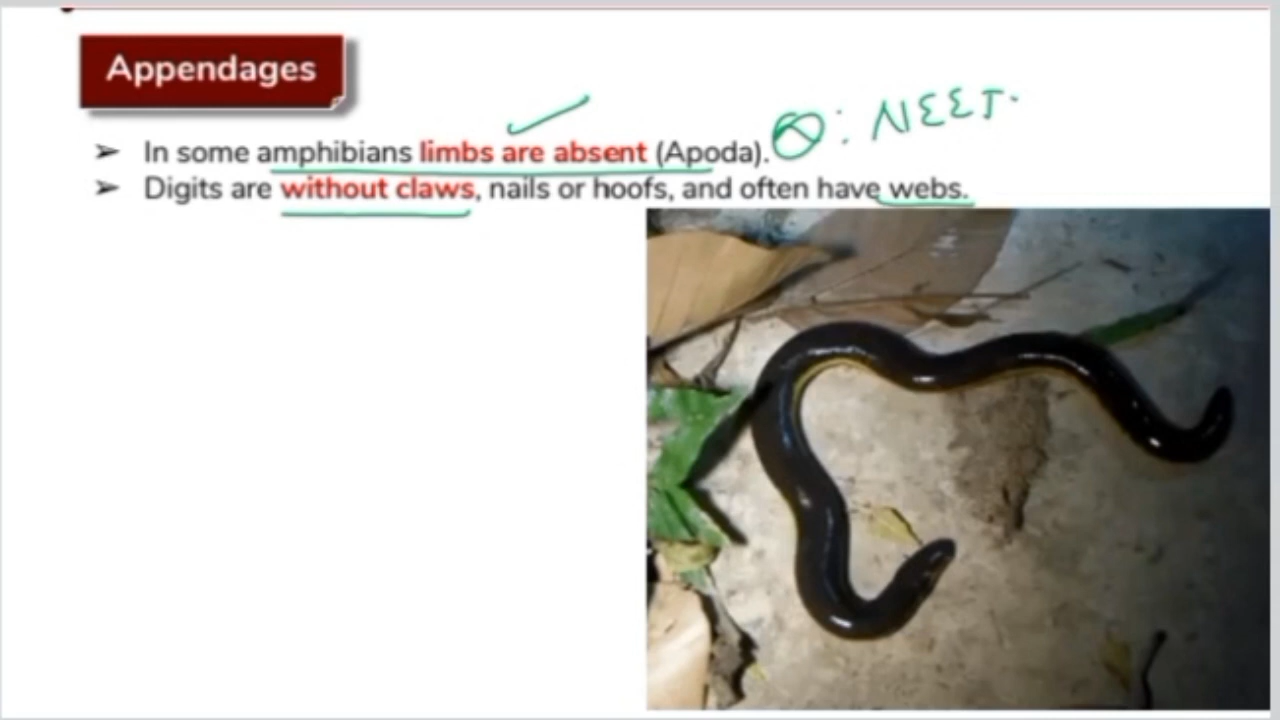 Appendages
➢ In some amphibians limbs are absent (Apoda). Q: NEET.
➢ Digits are without claws, nails or hoofs, and often have webs.